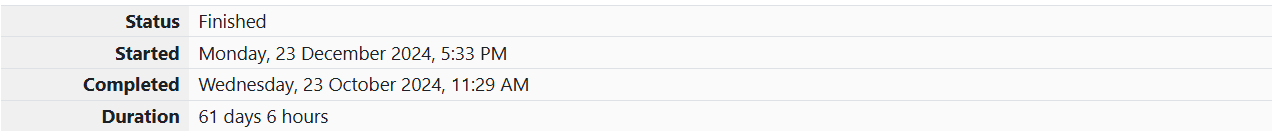 Status Finished
Started Monday, 23 December 2024, 5:33 PM
Completed Wednesday, 23 October 2024, 11:29 AM
Duration 61 days 6 hours